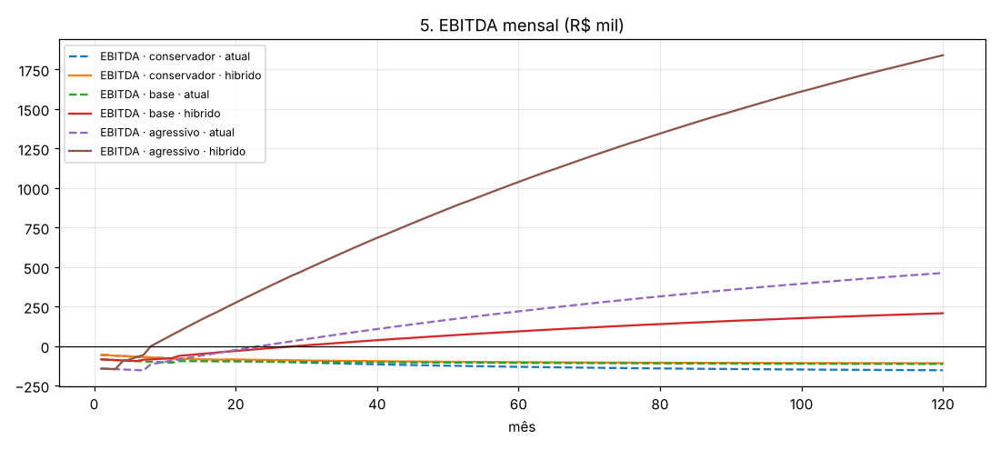 5. EBITDA mensal (R$ mil)
EBITDA · conservador · atual
EBITDA · conservador · hibrido
EBITDA · base · atual
EBITDA · base · hibrido
EBITDA · agressivo · atual
EBITDA · agressivo · hibrido
1750
1500
1250
1000
750
500
250
0
−250
0 20 40 60 80 100 120
mês